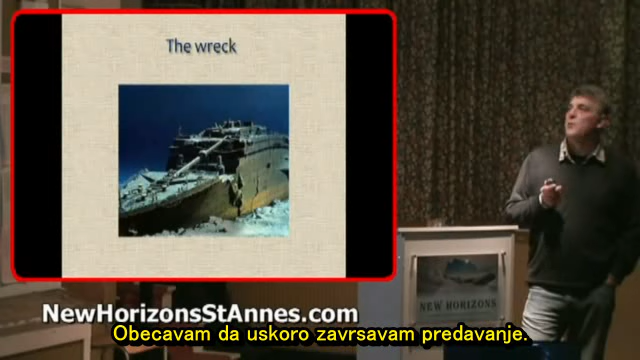 The wreck
NEW HORIZONS
NewHorizonsStAnnes.com
Obecavam da uskoro zavrsavam predavanje.